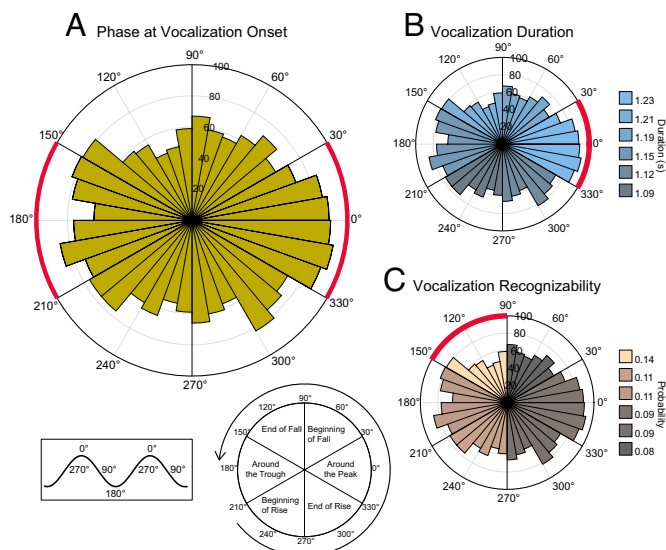 A Phase at Vocalization Onset
90°
120° 100 60°
80
150° 60 30°
40
20
180° 0°
210° 330°
240° 300°
270°
B Vocalization Duration
90°
120° 100 60°
80
150° 60 30°
40
20
180° 0°
210° 330°
240° 300°
270°
1.23
1.21
1.19
1.15
1.12
1.09
Duration (s)
C Vocalization Recognizability
90°
120° 100 60°
80
150° 60 30°
40
20
180° 0°
210° 330°
240° 300°
270°
0.14
0.11
0.11
0.09
0.09
0.08
Probability
0° 0°
270° 90° 270° 90°
180°
90°
120° 60°
150° End of Fall Beginning of Fall 30°
180° Around the Trough Around the Peak 0°
210° Beginning of Rise End of Rise 330°
240° 300°
270°